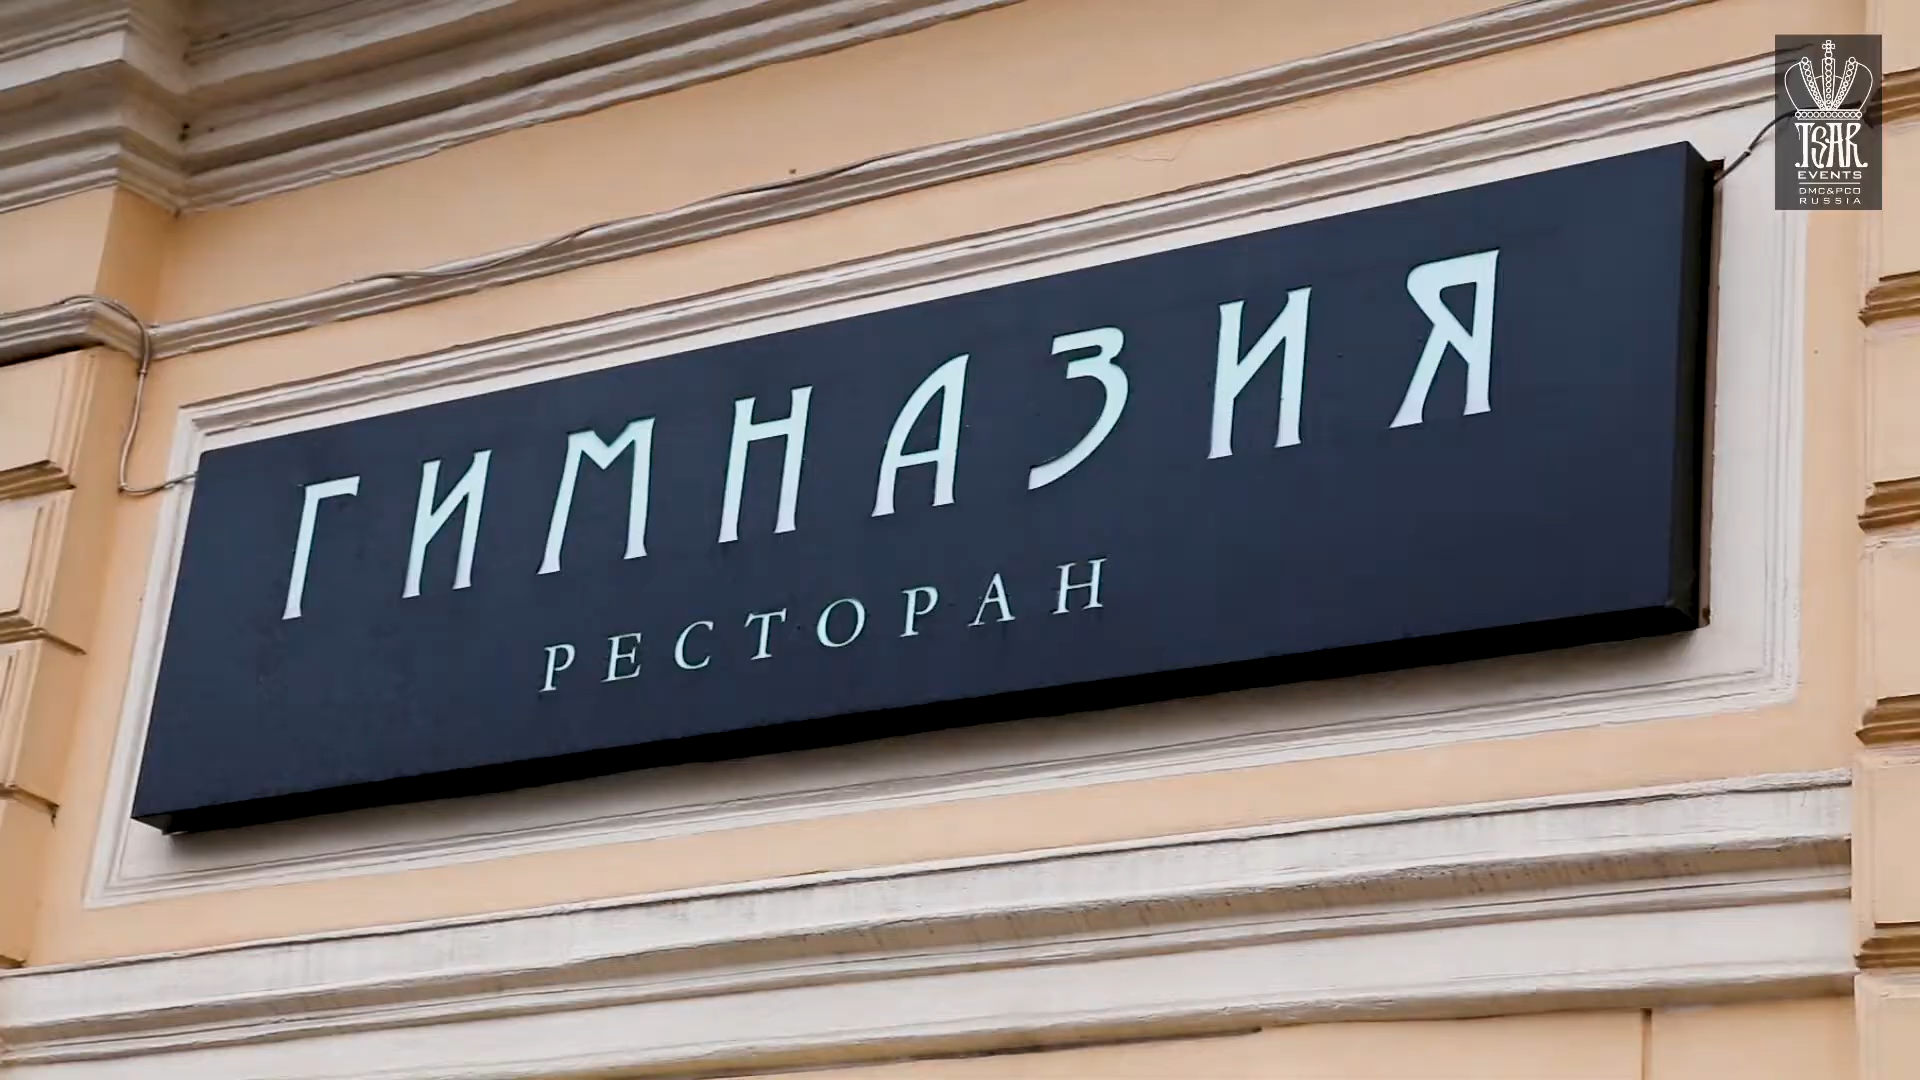 ГИМНАЗИЯ
РЕСТОРАН
TSAR
EVENTS
DMC&PCO
RUSSIA